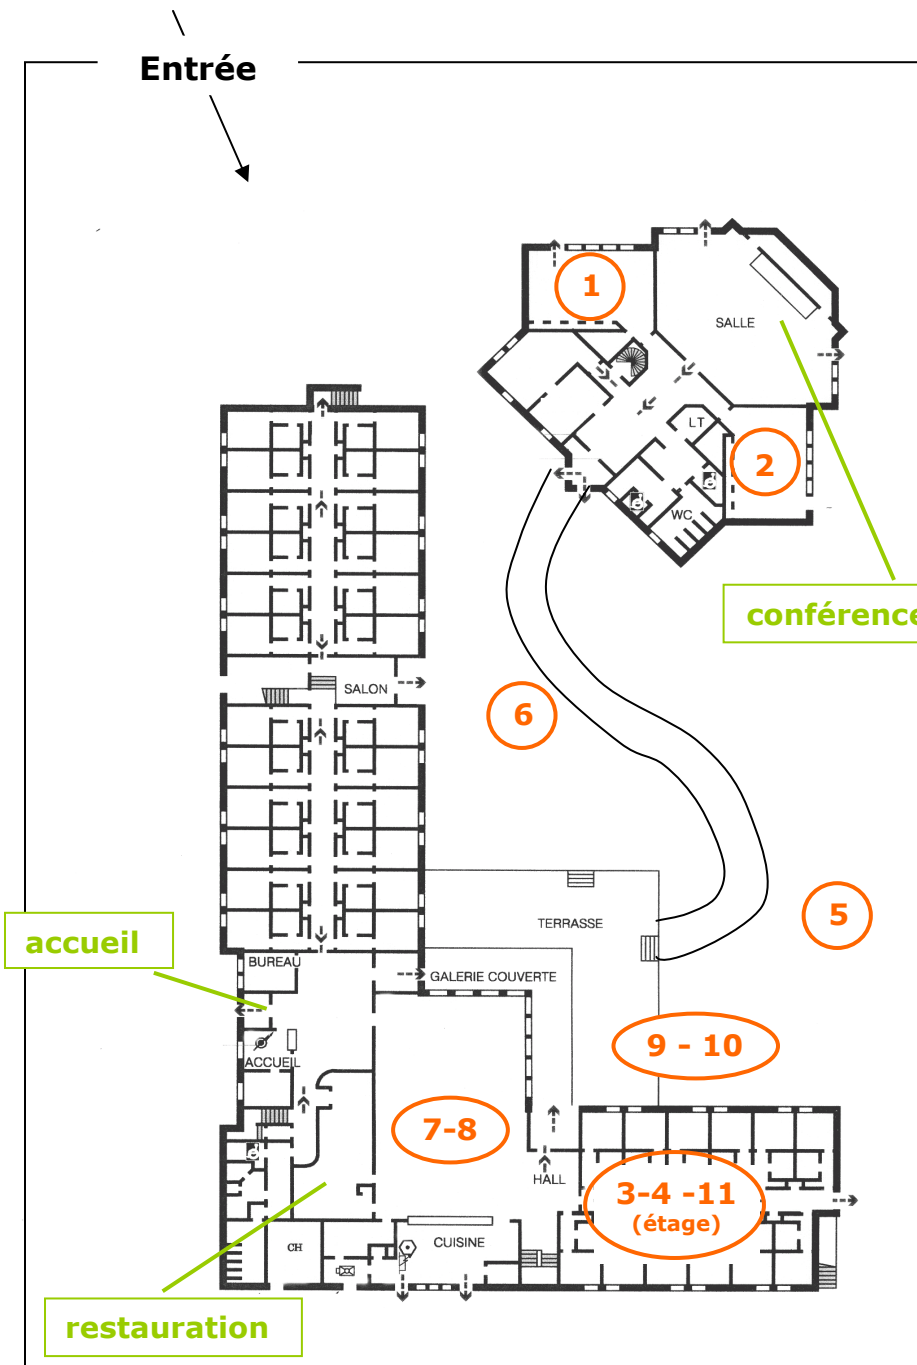 Entrée
1
SALLE
LT
2
WC
conférence
SALON
6
TERRASSE
5
accueil
BUREAU
GALERIE COUVERTE
9 - 10
ACCUEIL
7-8
HALL
3-4 -11
(étage)
CH
CUISINE
restauration